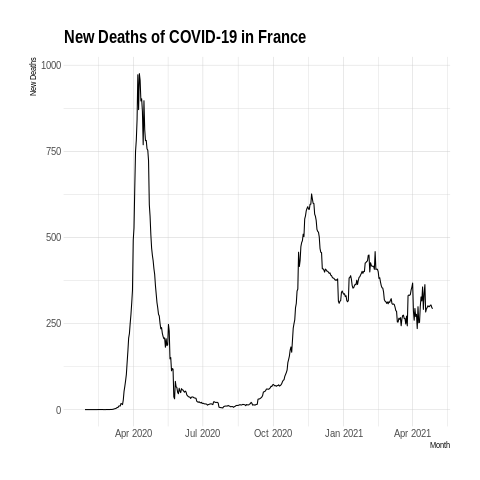 New Deaths of COVID-19 in France
New Deaths
1000
750
500
250
0
Apr 2020 Jul 2020 Oct 2020 Jan 2021 Apr 2021
Month